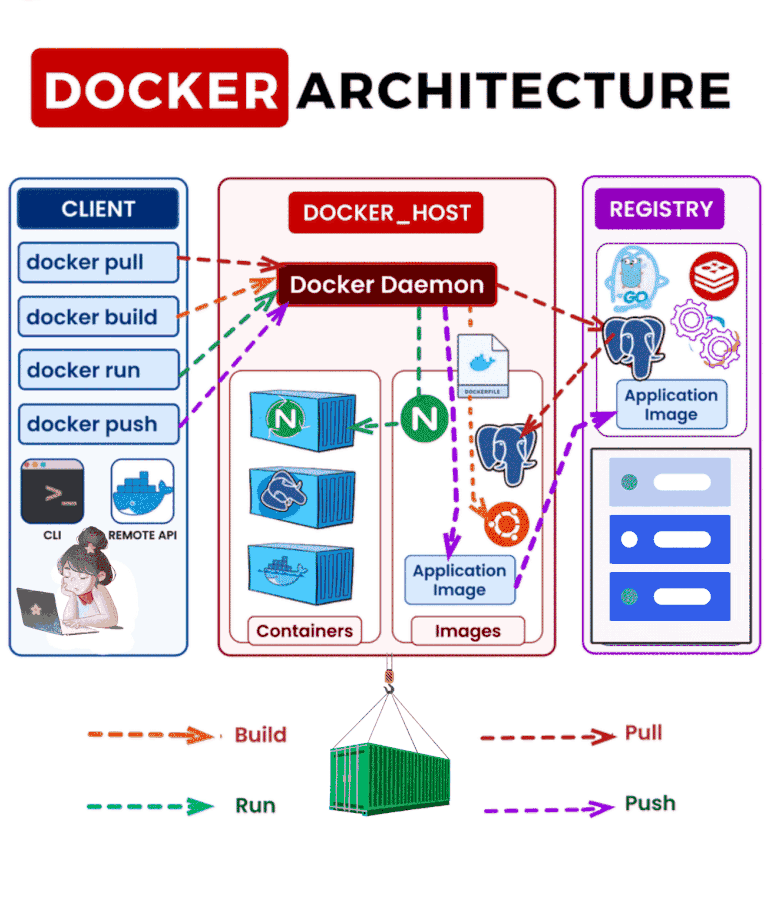 DOCKER ARCHITECTURE
CLIENT
docker pull
docker build
docker run
docker push
>_
CLI
REMOTE API
DOCKER_HOST
Docker Daemon
DOCKERFILE
N
N
Application
Image
Containers
Images
REGISTRY
GO
Application
Image
Build
Run
Pull
Push